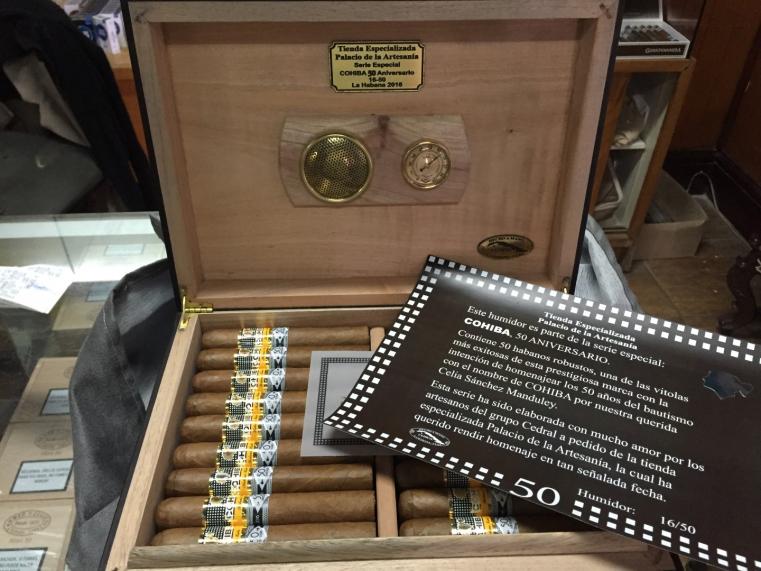 Tienda Especializada
Palacio de la Artesanía
Serie Especial
COHIBA 50 Aniversario
16-50
La Habana 2016
Tienda Especializada
Palacio de la Artesanía
Este humidor es parte de la serie especial:
COHIBA, 50 ANIVERSARIO.
Contiene 50 habanos robustos, una de las vitolas
más exitosas de esta prestigiosa marca con la
intención de homenajear los 50 años del bautismo
con el nombre de COHIBA por nuestra querida
Celia Sánchez Manduley.
Esta serie ha sido elaborada con mucho amor por los
artesanos del grupo Cedral a pedido de la tienda
especializada Palacio de la Artesanía, la cual ha
querido rendir homenaje en tan señalada fecha.
50
Humidor:
16/50